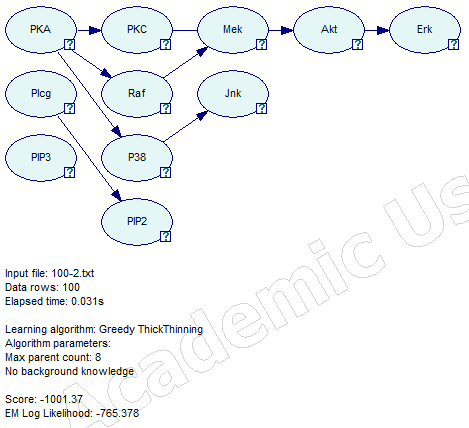 PKA PKC Mek Akt Erk
?
?
?
?
?
Plcg Raf Jnk
?
?
?
PIP3 P38
?
?
PIP2
?
Input file: 100-2.txt
Data rows: 100
Elapsed time: 0.031s
Learning algorithm: Greedy ThickThinning
Algorithm parameters:
Max parent count: 8
No background knowledge
Score: -1001.37
EM Log Likelihood: -765.378
Academic Us